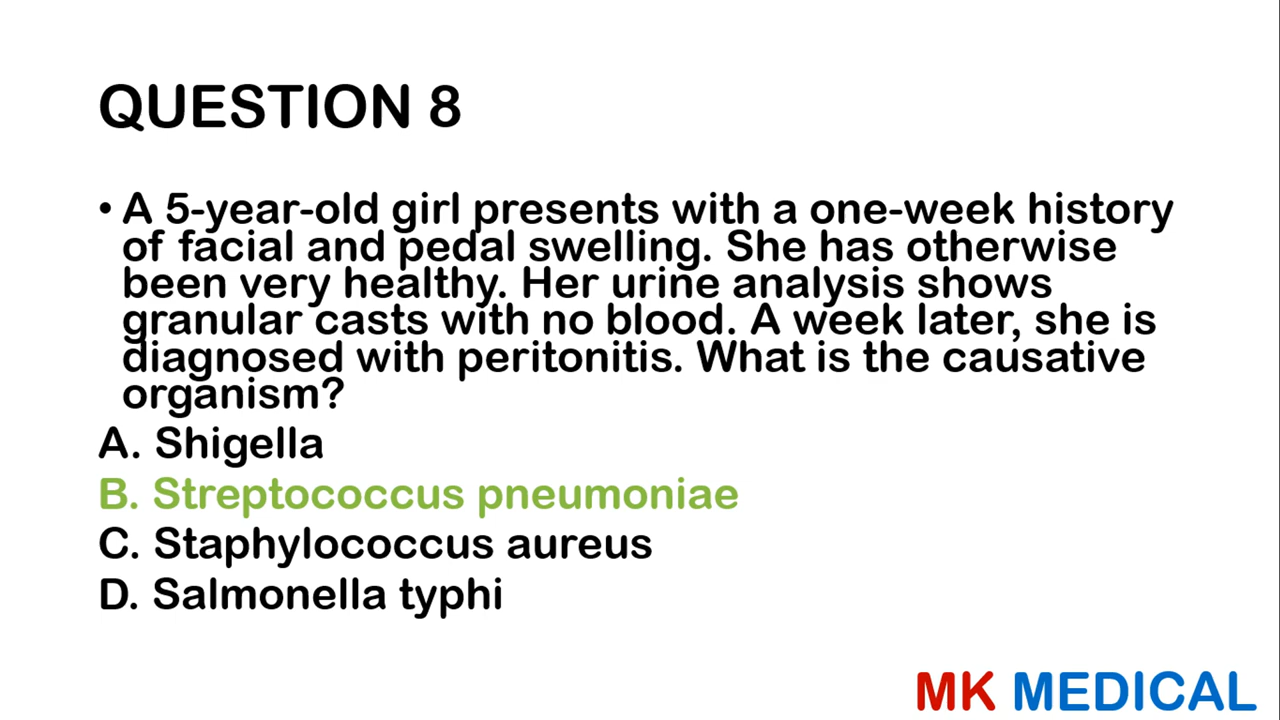 QUESTION 8
• A 5-year-old girl presents with a one-week history
of facial and pedal swelling. She has otherwise
been very healthy. Her urine analysis shows
granular casts with no blood. A week later, she is
diagnosed with peritonitis. What is the causative
organism?
A. Shigella
B. Streptococcus pneumoniae
C. Staphylococcus aureus
D. Salmonella typhi
MK MEDICAL